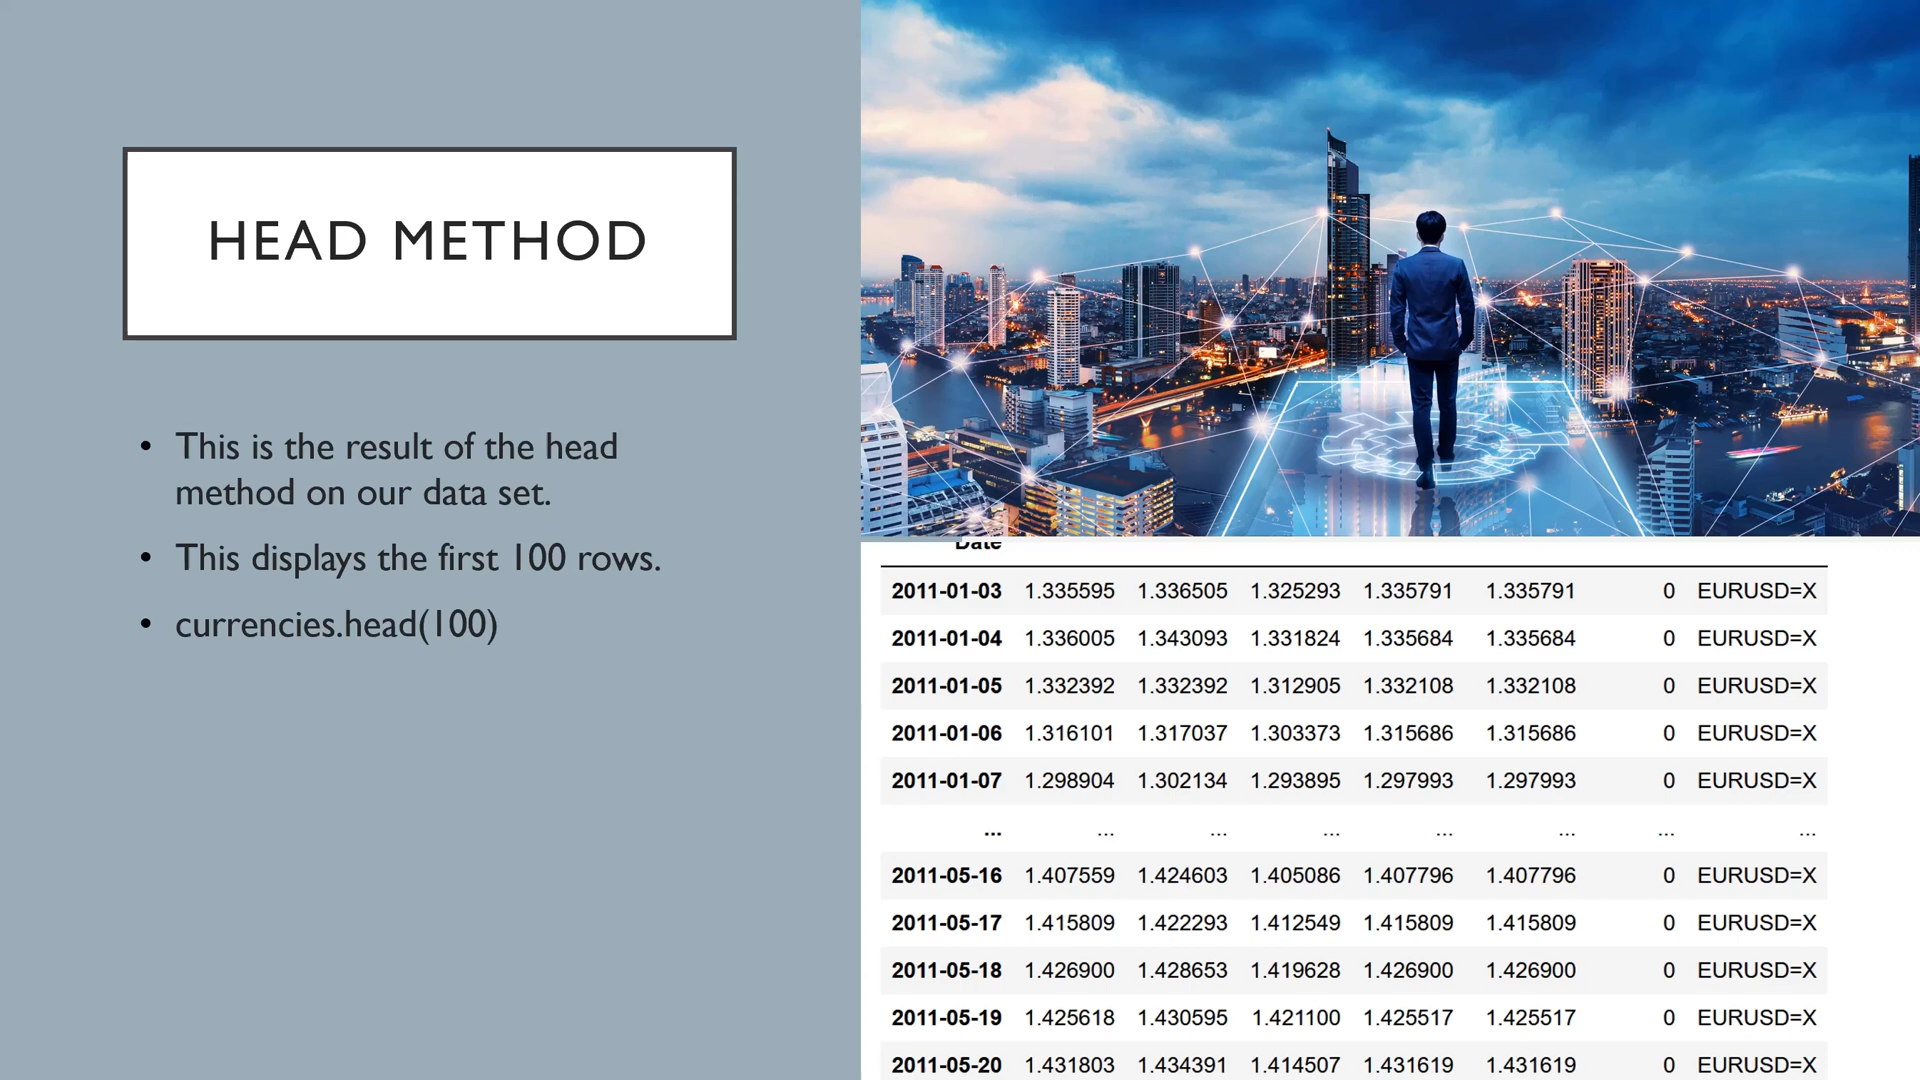 HEAD METHOD
• This is the result of the head
method on our data set.
• This displays the first 100 rows.
• currencies.head(100)
Date
2011-01-03 1.335595 1.336505 1.325293 1.335791 1.335791 0 EURUSD=X
2011-01-04 1.336005 1.343093 1.331824 1.335684 1.335684 0 EURUSD=X
2011-01-05 1.332392 1.332392 1.312905 1.332108 1.332108 0 EURUSD=X
2011-01-06 1.316101 1.317037 1.303373 1.315686 1.315686 0 EURUSD=X
2011-01-07 1.298904 1.302134 1.293895 1.297993 1.297993 0 EURUSD=X
... ... ... ... ... ... ... ...
2011-05-16 1.407559 1.424603 1.405086 1.407796 1.407796 0 EURUSD=X
2011-05-17 1.415809 1.422293 1.412549 1.415809 1.415809 0 EURUSD=X
2011-05-18 1.426900 1.428653 1.419628 1.426900 1.426900 0 EURUSD=X
2011-05-19 1.425618 1.430595 1.421100 1.425517 1.425517 0 EURUSD=X
2011-05-20 1.431803 1.434391 1.414507 1.431619 1.431619 0 EURUSD=X